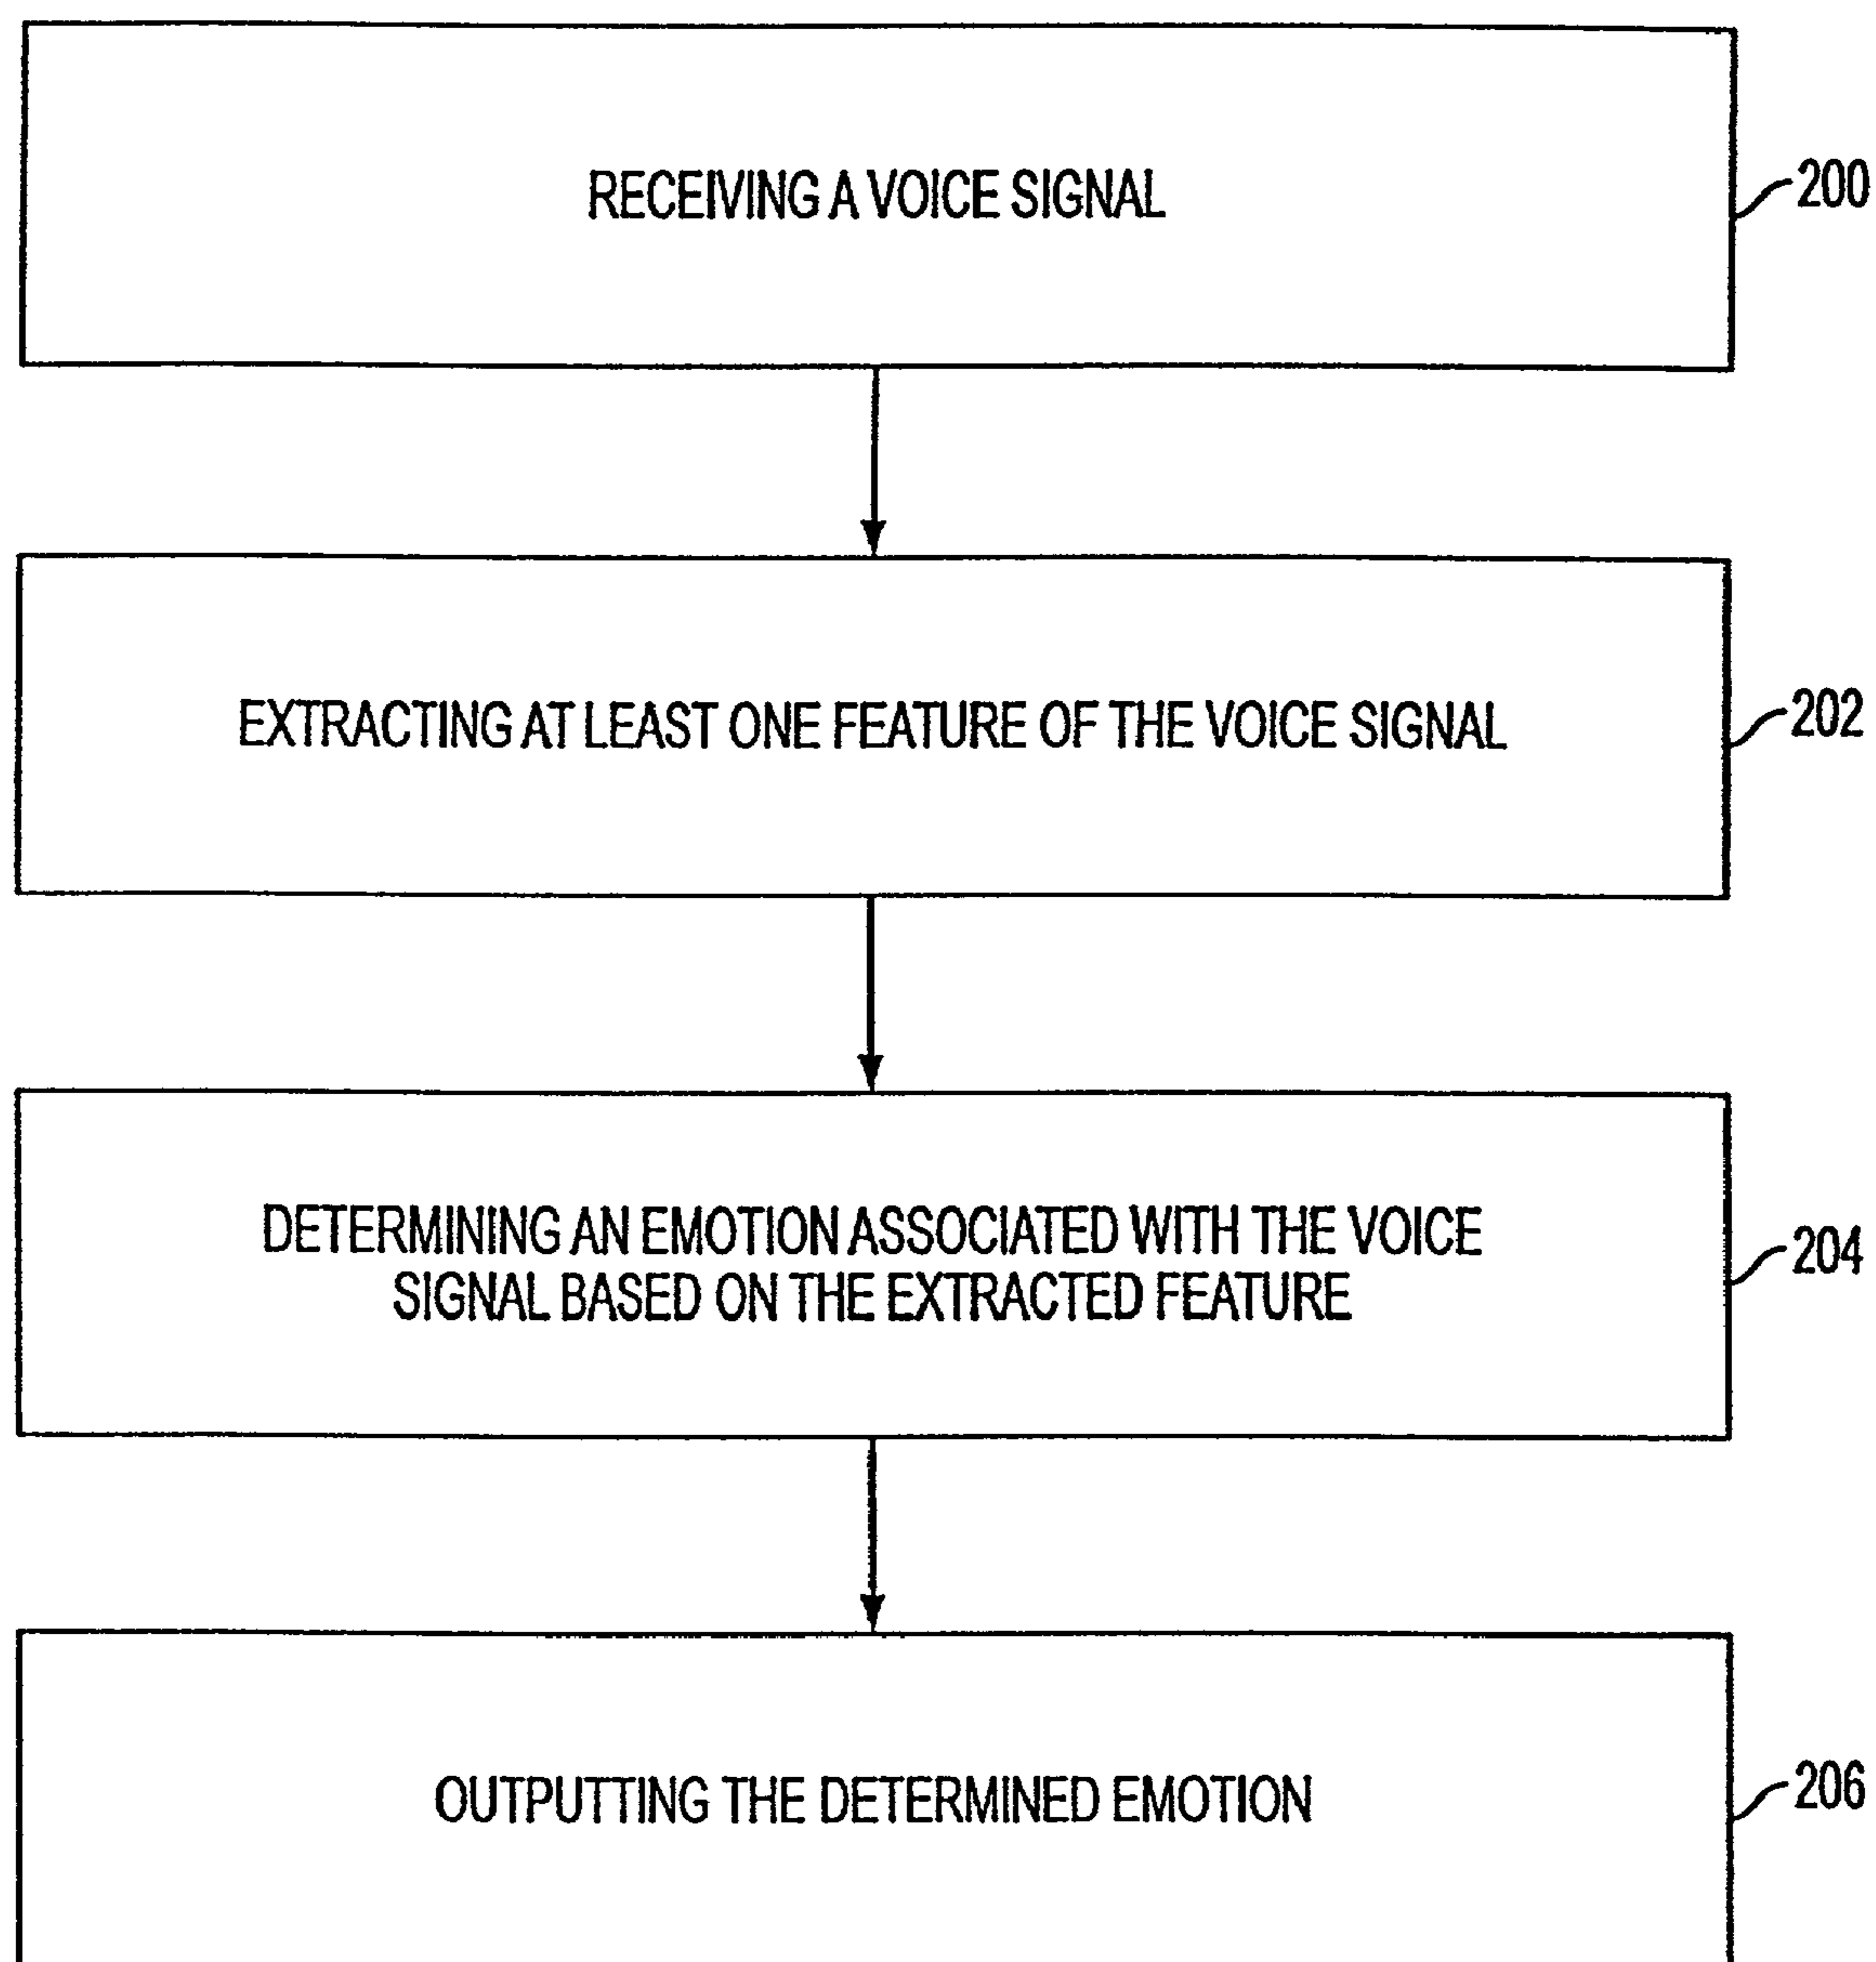 RECEIVING A VOICE SIGNAL
200
EXTRACTING AT LEAST ONE FEATURE OF THE VOICE SIGNAL
202
DETERMINING AN EMOTION ASSOCIATED WITH THE VOICE
SIGNAL BASED ON THE EXTRACTED FEATURE
204
OUTPUTTING THE DETERMINED EMOTION
206